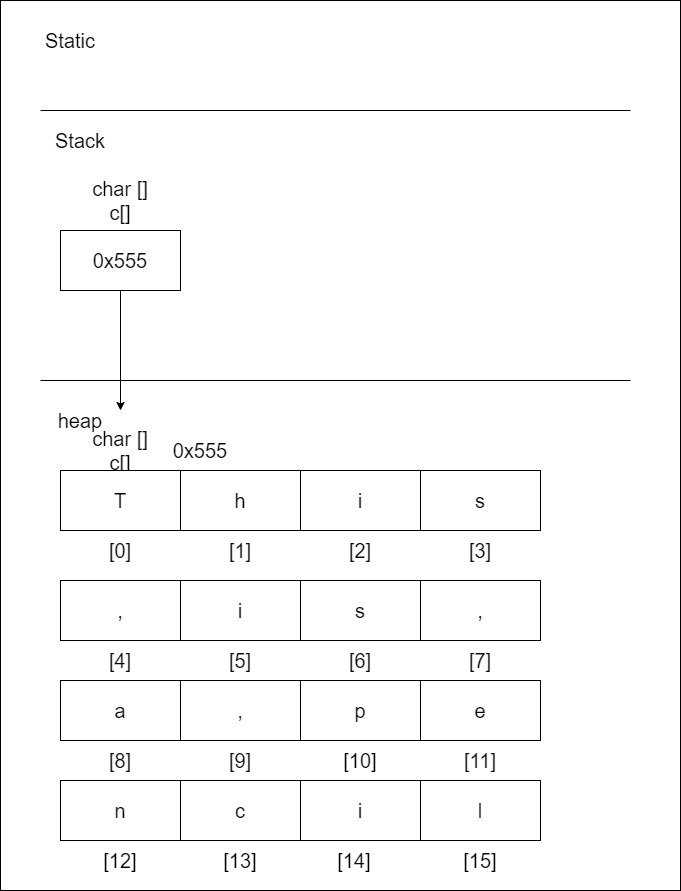 Static
Stack
char []
c[]
0x555
heap
char []
c[]
0x555
T h i s
[0] [1] [2] [3]
, i s ,
[4] [5] [6] [7]
a , p e
[8] [9] [10] [11]
n c i l
[12] [13] [14] [15]